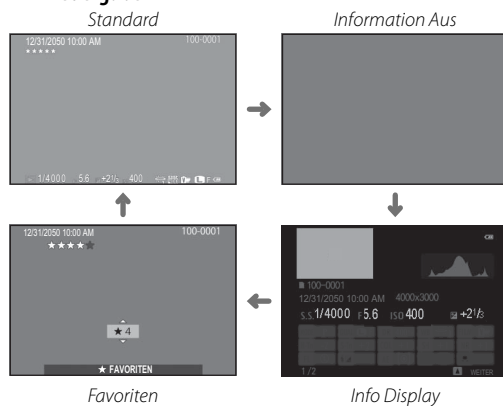 Standard
Information Aus
12/31/2050 10:00 AM 100-0001
1/4000 5.6 +2 1/3 400 F
12/31/2050 10:00 AM 100-0001
★ 4
★ FAVORITEN
100-0001
12/31/2050 10:00 AM 4000x3000
S.S. 1/4000 F 5.6 ISO 400 +2 1/3
1/2 WEITER
Favoriten
Info Display